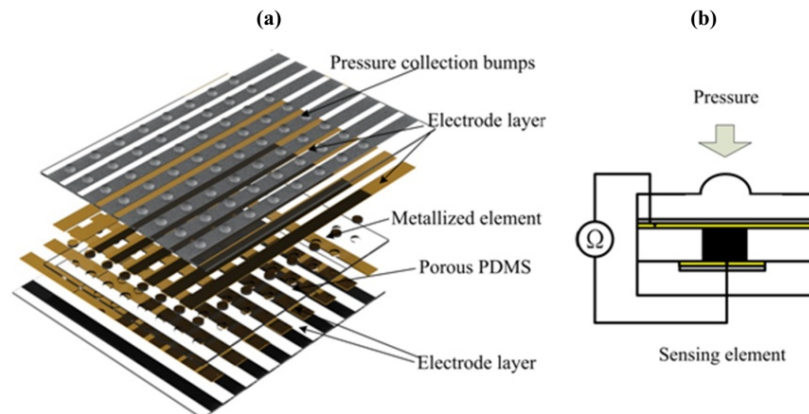 (a)
Pressure collection bumps
Electrode layer
Metallized element
Porous PDMS
Electrode layer
(b)
Pressure
Ω
Sensing element